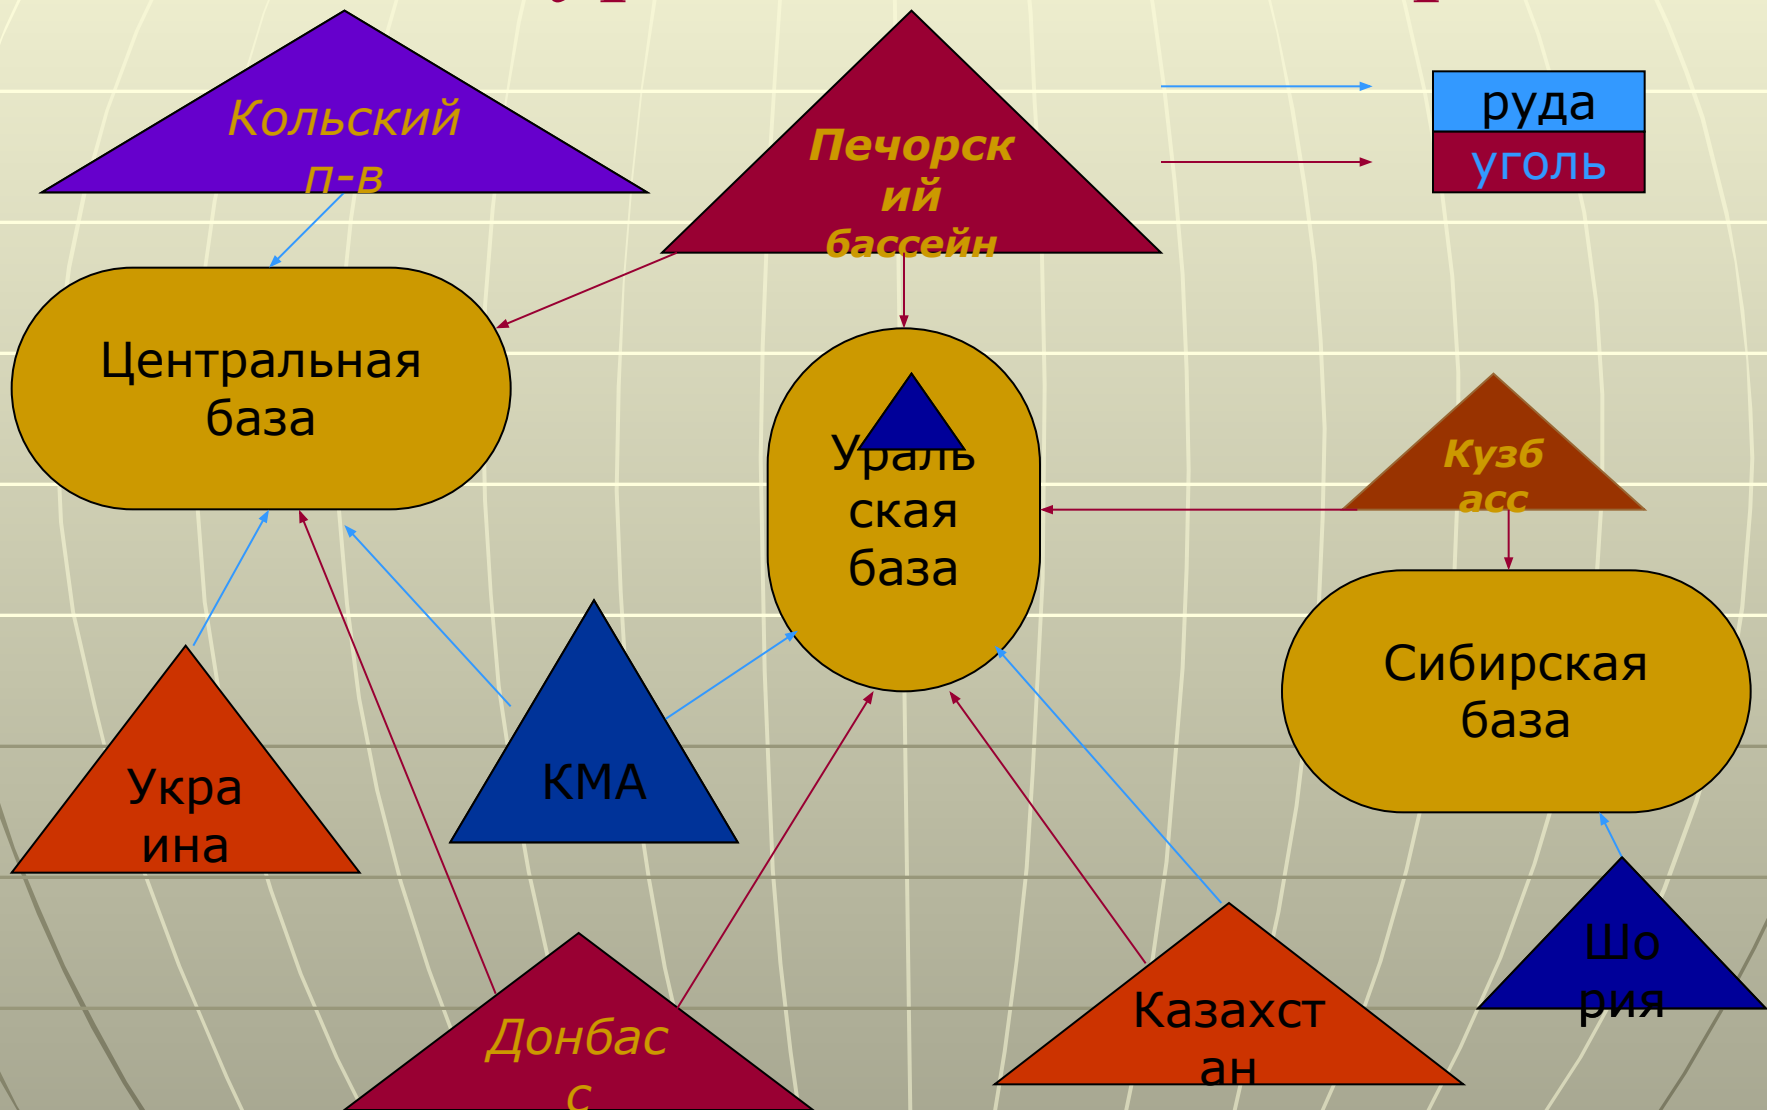 Кольский
п-в
Печорск
ий
бассейн
руда
уголь
Центральная
база
Ураль
ская
база
Кузб
асс
Сибирская
база
Укра
ина
КМА
Донбас
с
Казахст
ан
Шо
рия